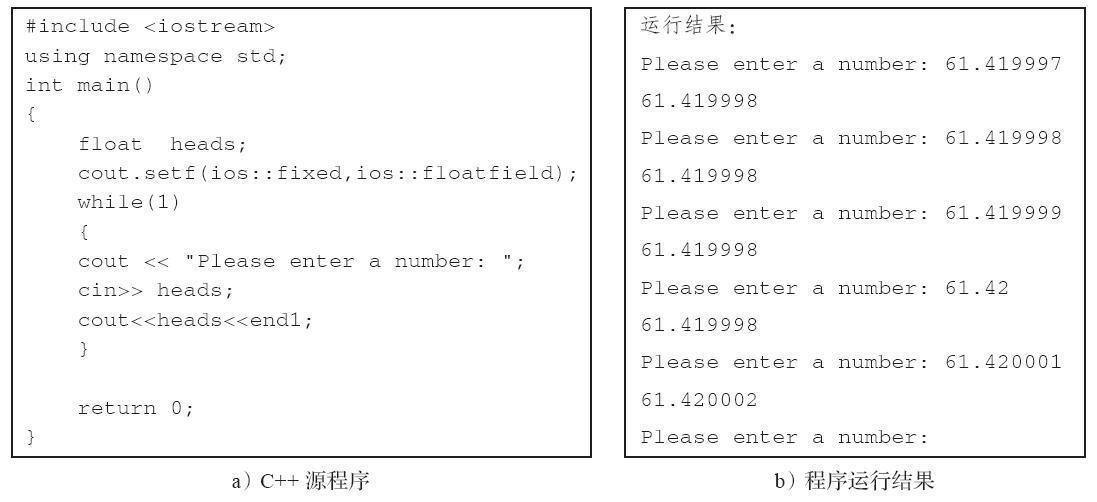 #include <iostream>
using namespace std;
int main()
{
float  heads;
cout.setf(ios::fixed,ios::floatfield);
while(1)
{
cout << "Please enter a number: ";
cin>> heads;
cout<<heads<<end1;
}
return 0;
}
a）C++ 源程序
运行结果：
Please enter a number: 61.419997
61.419998
Please enter a number: 61.419998
61.419998
Please enter a number: 61.419999
61.419998
Please enter a number: 61.42
61.419998
Please enter a number: 61.420001
61.420002
Please enter a number:
b）程序运行结果